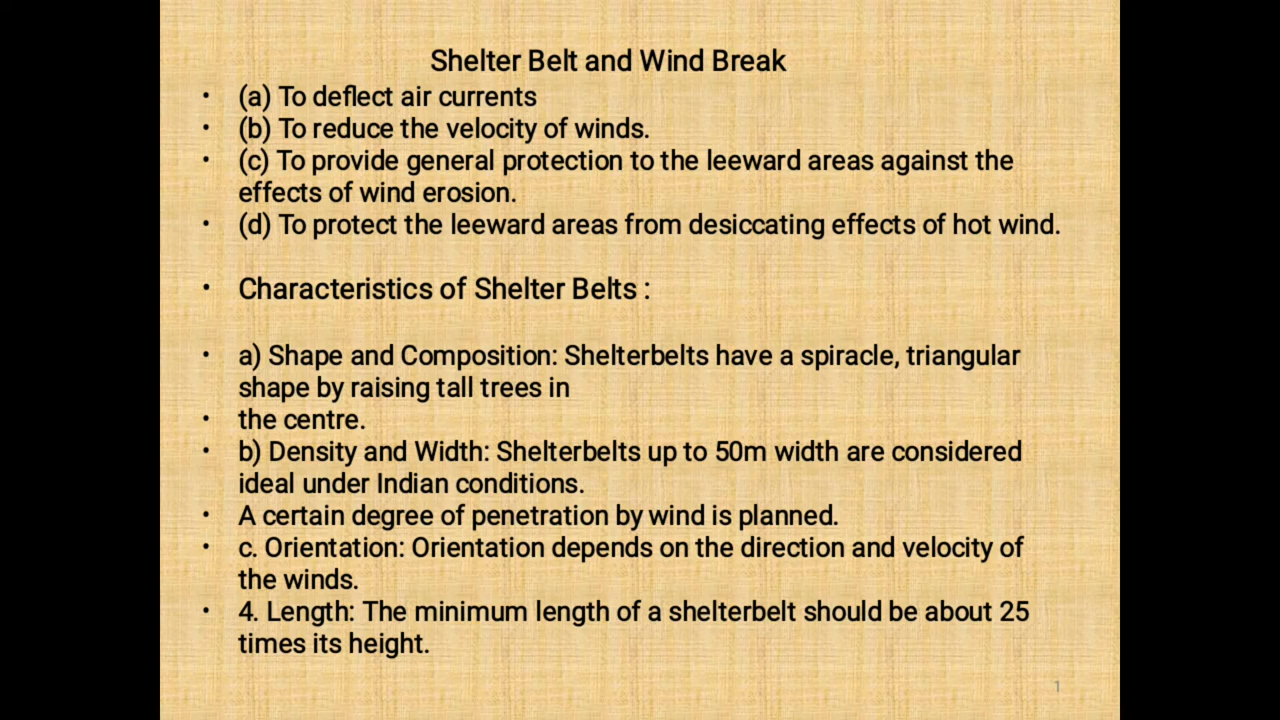 Shelter Belt and Wind Break
• (a) To deflect air currents
• (b) To reduce the velocity of winds.
• (c) To provide general protection to the leeward areas against the
effects of wind erosion.
• (d) To protect the leeward areas from desiccating effects of hot wind.
• Characteristics of Shelter Belts :
• a) Shape and Composition: Shelterbelts have a spiracle, triangular
shape by raising tall trees in
• the centre.
• b) Density and Width: Shelterbelts up to 50m width are considered
ideal under Indian conditions.
• A certain degree of penetration by wind is planned.
• c. Orientation: Orientation depends on the direction and velocity of
the winds.
• 4. Length: The minimum length of a shelterbelt should be about 25
times its height.
1